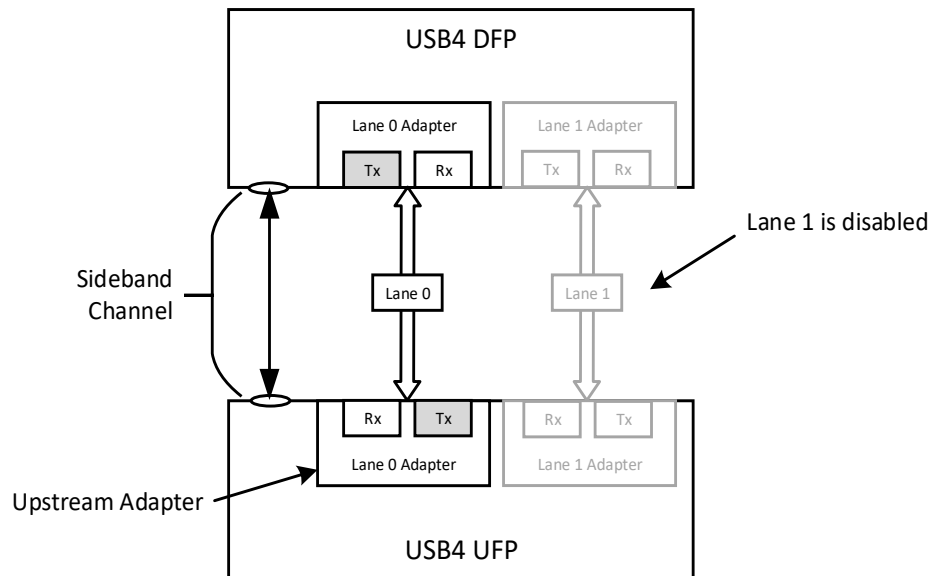 USB4 DFP
Lane 0 Adapter
Lane 1 Adapter
Tx
Rx
Tx
Rx
Lane 1 is disabled
Sideband
Channel
Lane 0
Lane 1
Rx
Tx
Rx
Tx
Lane 0 Adapter
Lane 1 Adapter
Upstream Adapter
USB4 UFP